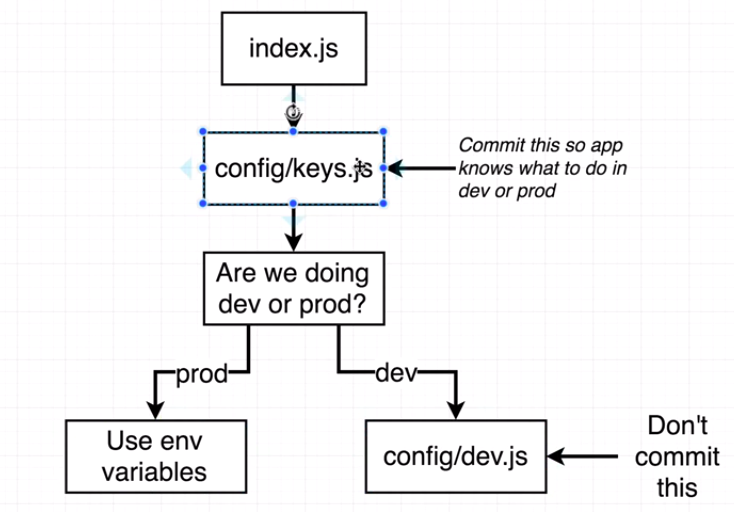 index.js
config/keys.js
Commit this so app
knows what to do in
dev or prod
Are we doing
dev or prod?
prod
dev
Use env
variables
config/dev.js
Don't
commit
this